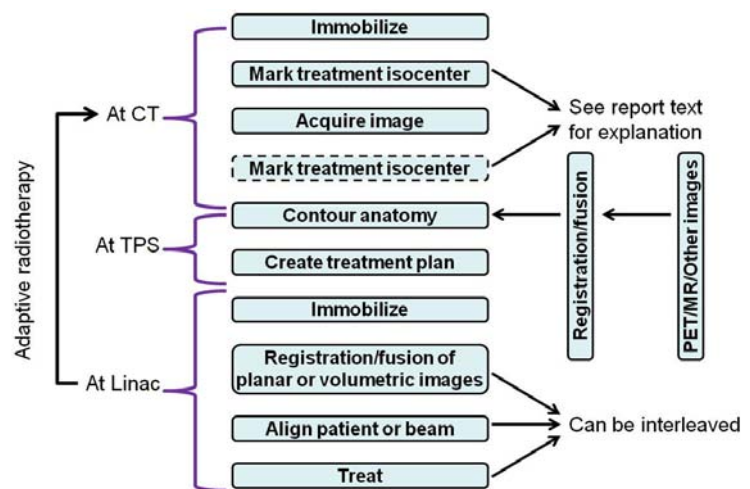 Immobilize
Mark treatment isocenter
At CT
Acquire image
See report text
for explanation
Mark treatment isocenter
Contour anatomy
At TPS
Create treatment plan
Registration/fusion
PET/MR/Other images
Adaptive radiotherapy
Immobilize
Registration/fusion of
planar or volumetric images
At Linac
Align patient or beam
Can be interleaved
Treat